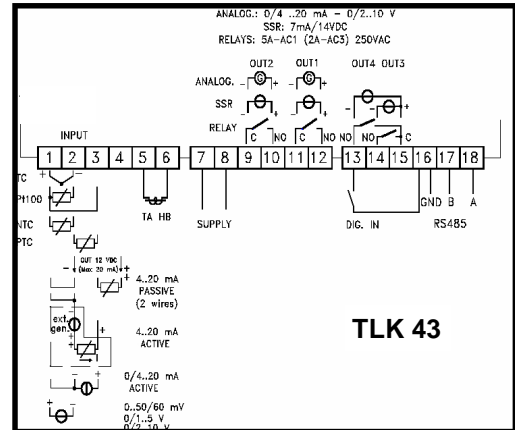 ANALOG.: 0/4 ..20 mA - 0/2..10 V
SSR: 7mA/14VDC
RELAYS: 5A-AC1 (2A-AC3) 250VAC
OUT2 OUT1 OUT4 OUT3
ANALOG. - G + - G +
SSR - + - + - - +
RELAY C NO C NO NO NO C
INPUT
1 2 3 4 5 6 7 8 9 10 11 12 13 14 15 16 17 18
TC
Pt100
NTC
PTC
TA HB
SUPPLY
DIG. IN
GND B A
RS485
OUT 12 VDC
(Max 20 mA)
4..20 mA
PASSIVE
(2 wires)
ext.
gen.
4..20 mA
ACTIVE
0/4..20 mA
ACTIVE
0..50/60 mV
0/1..5 V
0/2..10 V
TLK 43